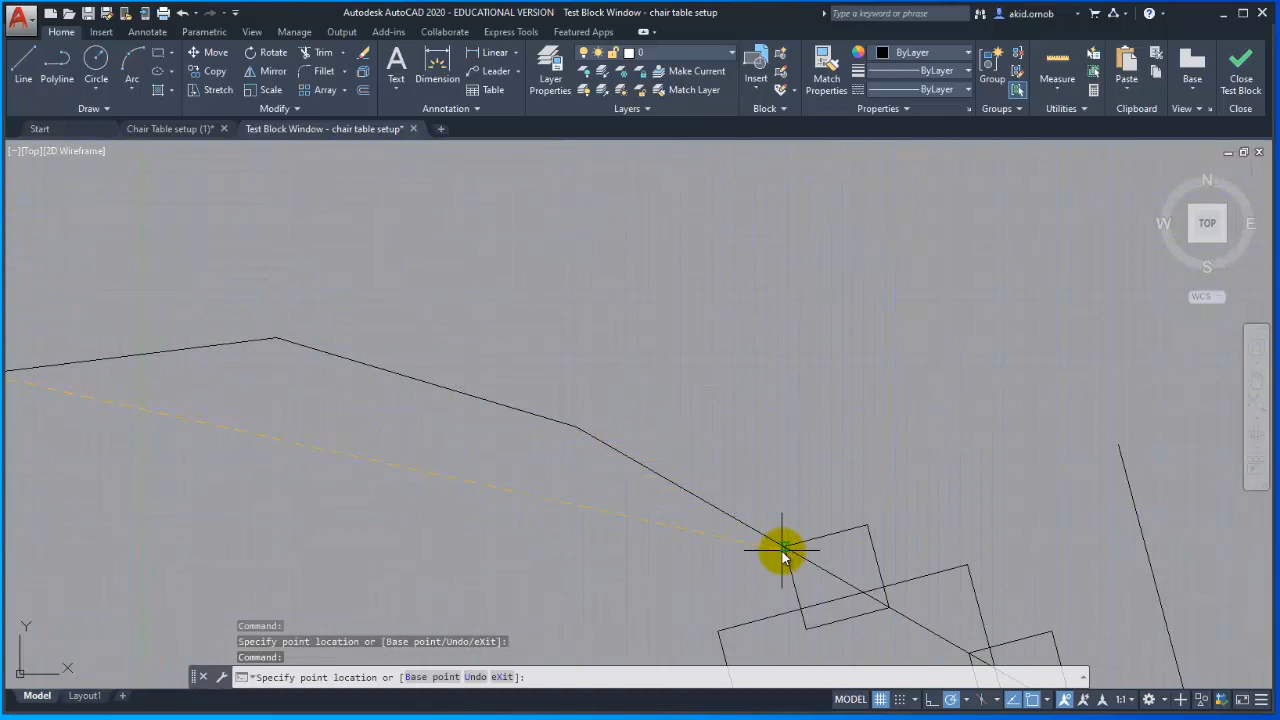 Autodesk AutoCAD 2020 - EDUCATIONAL VERSION Test Block Window - chair table setup
Type a keyword or phrase
akid.ornob
Home Insert Annotate Parametric View Manage Output Add-ins Collaborate Express Tools Featured Apps
Line Polyline Circle Arc
Move Rotate Trim
Copy Mirror Fillet
Stretch Scale Array
Text Dimension
Linear
Leader
Table
Layer Properties
0
Make Current
Match Layer
Insert
Match Properties
ByLayer
ByLayer
ByLayer
Group
Measure
Paste
Base
Close Test Block
Draw Modify Annotation Layers Block Properties Groups Utilities Clipboard View Close
Start Chair Table setup (1)* Test Block Window - chair table setup*
[−][Top][2D Wireframe]
N
W TOP E
S
WCS
Y
X
Command:
Specify point location or [Base point/Undo/eXit]:
Command:
Specify point location or [Base point Undo eXit]:
Model Layout1
MODEL 1:1